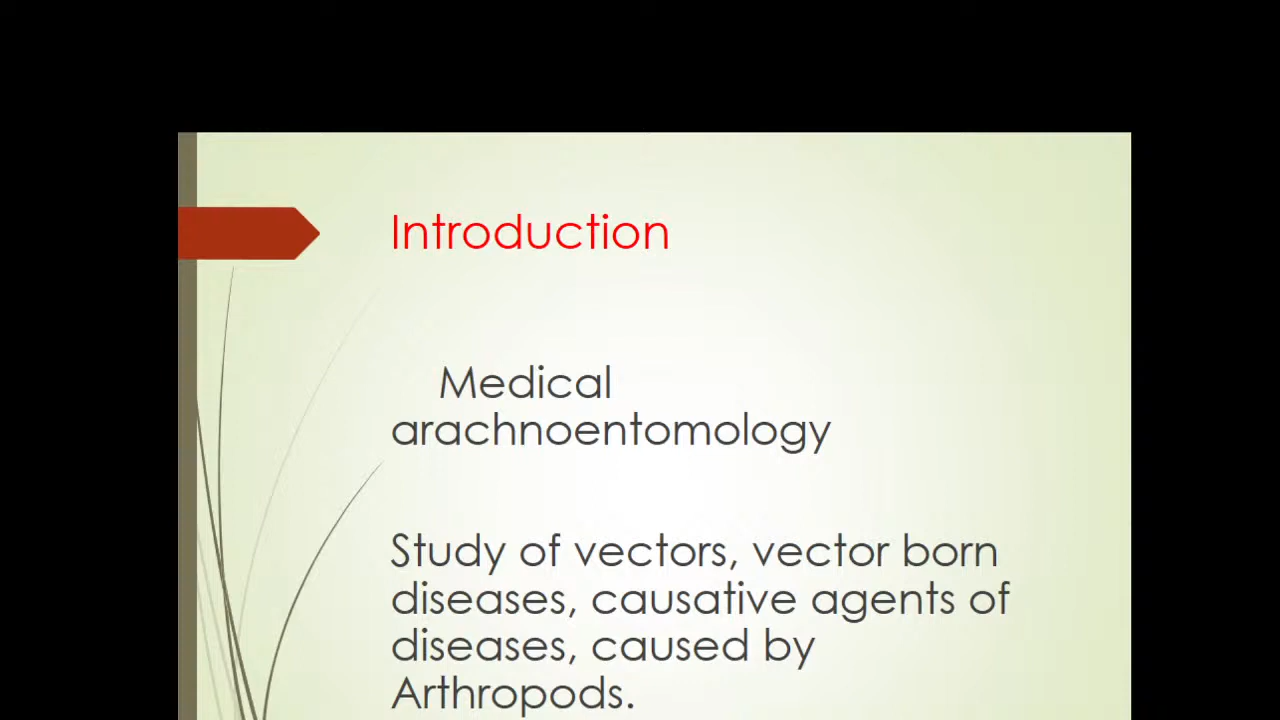 Introduction
Medical
arachnoentomology
Study of vectors, vector born
diseases, causative agents of
diseases, caused by
Arthropods.